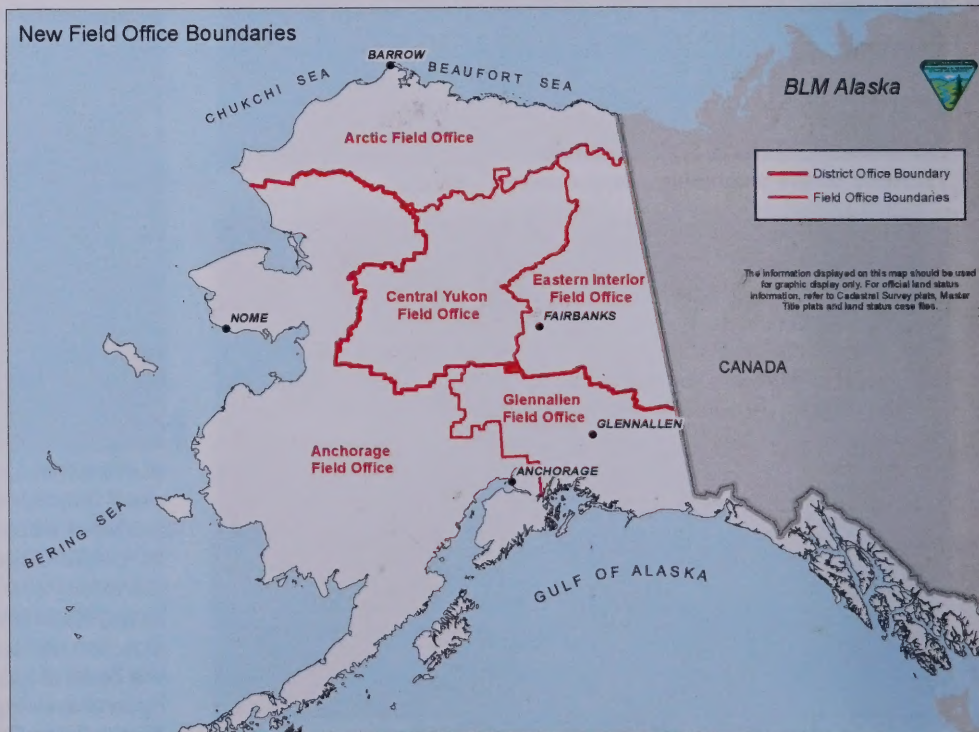 New Field Office Boundaries
BARROW
CHUKCHI SEA
BEAUFORT SEA
BLM Alaska
Arctic Field Office
District Office Boundary
Field Office Boundaries
The information displayed on this map should be used
for graphic display only. For official land status
information, refer to Cadastral Survey plats, Master
Title plats and land status case files.
Eastern Interior
Field Office
Central Yukon
Field Office
NOME
FAIRBANKS
CANADA
Glennallen
Field Office
GLENNALLEN
Anchorage
Field Office
ANCHORAGE
BERING SEA
GULF OF ALASKA